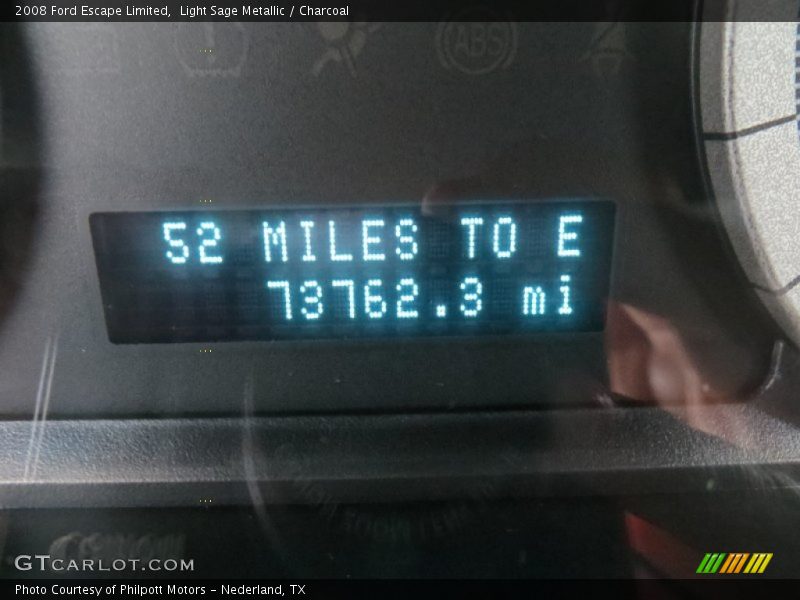 2008 Ford Escape Limited,  Light Sage Metallic / Charcoal
ABS
52 MILES TO E
73762.3 mi
GTCARLOT.COM
Photo Courtesy of Philpott Motors - Nederland, TX